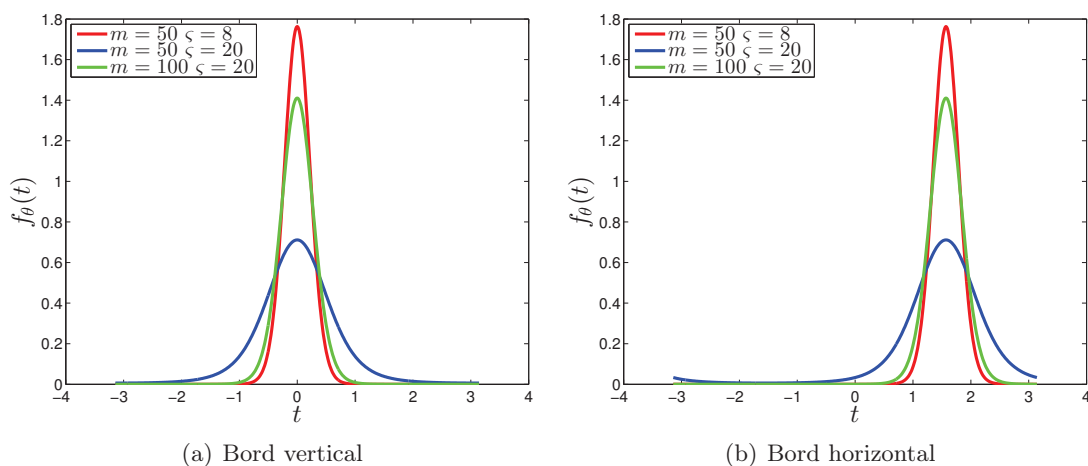 m = 50 ς = 8
m = 50 ς = 20
m = 100 ς = 20
1.8
1.6
1.4
1.2
1
0.8
0.6
0.4
0.2
0
f_θ(t)
−4 −3 −2 −1 0 1 2 3 4
t
(a) Bord vertical
m = 50 ς = 8
m = 50 ς = 20
m = 100 ς = 20
1.8
1.6
1.4
1.2
1
0.8
0.6
0.4
0.2
0
f_θ(t)
−4 −3 −2 −1 0 1 2 3 4
t
(b) Bord horizontal